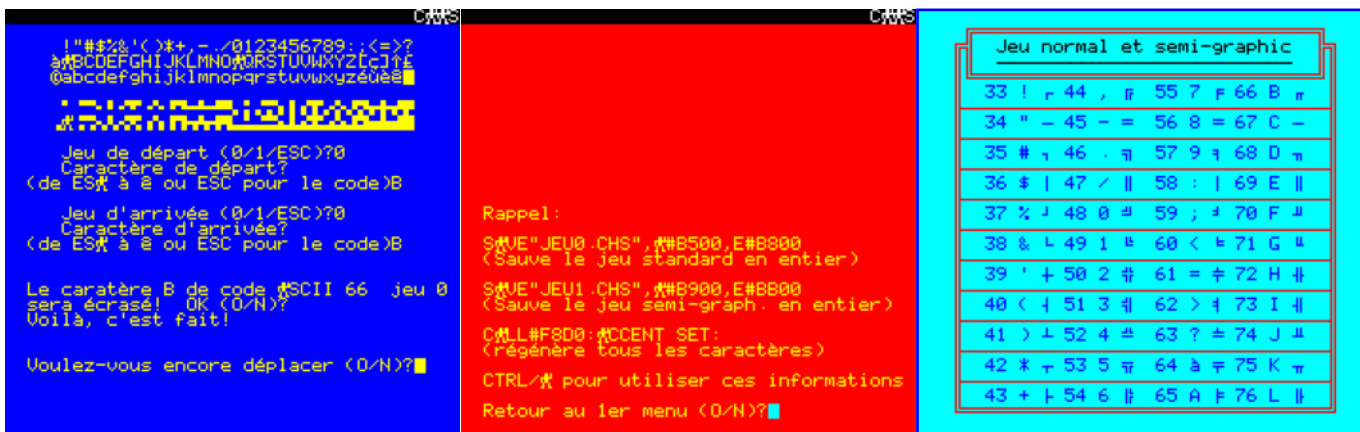 CAPS
!"#$%&'()*+,-./0123456789:;<=>?
àABCDEFGHIJKLMNOPQRSTUVWXYZ[ç]↑£
©abcdefghijklmnopqrstuvwxyzéûèê
Jeu de départ (0/1/ESC)?0
Caractère de départ?
(de ESP à ê ou ESC pour le code)B
Jeu d'arrivée (0/1/ESC)?0
Caractère d'arrivée?
(de ESP à ê ou ESC pour le code)B
Le caratère B de code ASCII 66 jeu 0
sera écrasé! OK (O/N)?
Voilà, c'est fait!
Voulez-vous encore déplacer (O/N)?
CAPS
Rappel:
SAVE"JEU0.CHS",A#B500,E#B800
(Sauve le jeu standard en entier)
SAVE"JEU1.CHS",A#B900,E#BB00
(Sauve le jeu semi-graph. en entier)
CALL#F8D0:ACCENT SET:
(régénère tous les caractères)
CTRL/A pour utiliser ces informations
Retour au 1er menu (O/N)?
Jeu normal et semi-graphic
33 ! ┌ 44 , ╔ 55 7 ╒ 66 B ╓
34 " ─ 45 - ═ 56 8 = 67 C ─
35 # ┐ 46 . ╗ 57 9 ╕ 68 D ╖
36 $ │ 47 / ║ 58 : │ 69 E ║
37 % ┘ 48 0 ╝ 59 ; ╛ 70 F ╜
38 & └ 49 1 ╚ 60 < ╘ 71 G ╙
39 ' ┼ 50 2 ╬ 61 = ╪ 72 H ╫
40 ( ┤ 51 3 ╣ 62 > ╡ 73 I ╢
41 ) ┴ 52 4 ╩ 63 ? ╧ 74 J ╨
42 * ┬ 53 5 ╦ 64 à ╤ 75 K ╥
43 + ├ 54 6 ╠ 65 A ╞ 76 L ╟